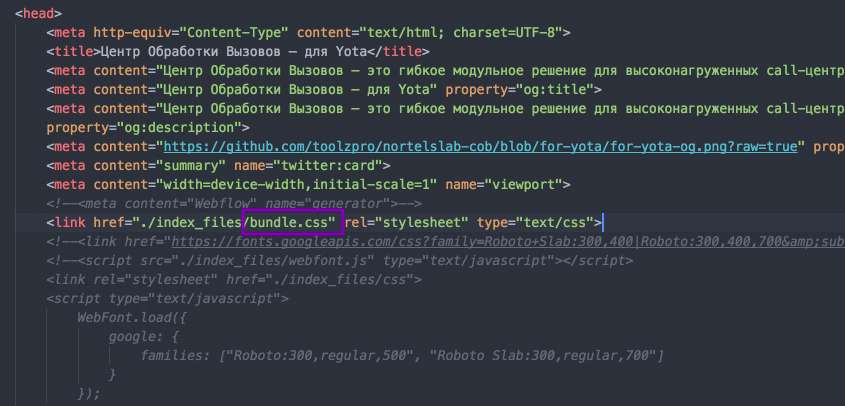 <head>
<meta http-equiv="Content-Type" content="text/html; charset=UTF-8">
<title>Центр Обработки Вызовов — для Yota</title>
<meta content="Центр Обработки Вызовов — это гибкое модульное решение для высоконагруженных call-центр
<meta content="Центр Обработки Вызовов — для Yota" property="og:title">
<meta content="Центр Обработки Вызовов — это гибкое модульное решение для высоконагруженных call-центр
property="og:description">
<meta content="https://github.com/toolzpro/nortelslab-cob/blob/for-yota/for-yota-og.png?raw=true" prop
<meta content="summary" name="twitter:card">
<meta content="width=device-width,initial-scale=1" name="viewport">
<!--<meta content="Webflow" name="generator">-->
<link href="./index_files/bundle.css" rel="stylesheet" type="text/css">
<!--<link href="https://fonts.googleapis.com/css?family=Roboto+Slab:300,400|Roboto:300,400,700&amp;sub
<!--<script src="./index_files/webfont.js" type="text/javascript"></script>
<link rel="stylesheet" href="./index_files/css">
<script type="text/javascript">
WebFont.load({
google: {
families: ["Roboto:300,regular,500", "Roboto Slab:300,regular,700"]
}
});